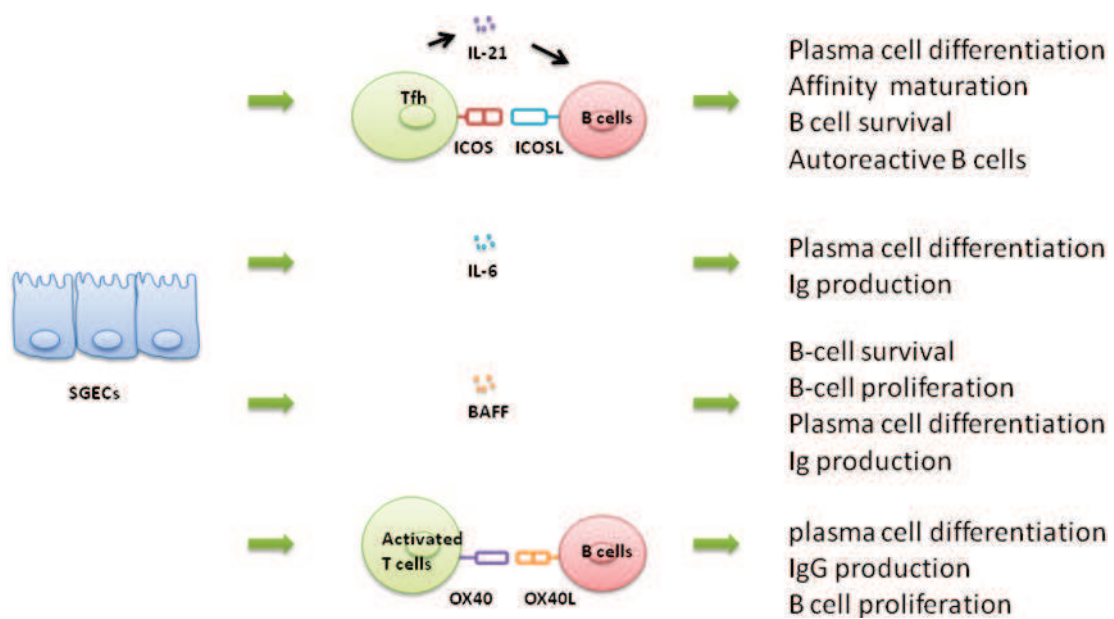 IL-21
Tfh
B cells
ICOS
ICOSL
Plasma cell differentiation
Affinity maturation
B cell survival
Autoreactive B cells
SGECs
IL-6
Plasma cell differentiation
Ig production
BAFF
B-cell survival
B-cell proliferation
Plasma cell differentiation
Ig production
Activated
T cells
B cells
OX40
OX40L
plasma cell differentiation
IgG production
B cell proliferation